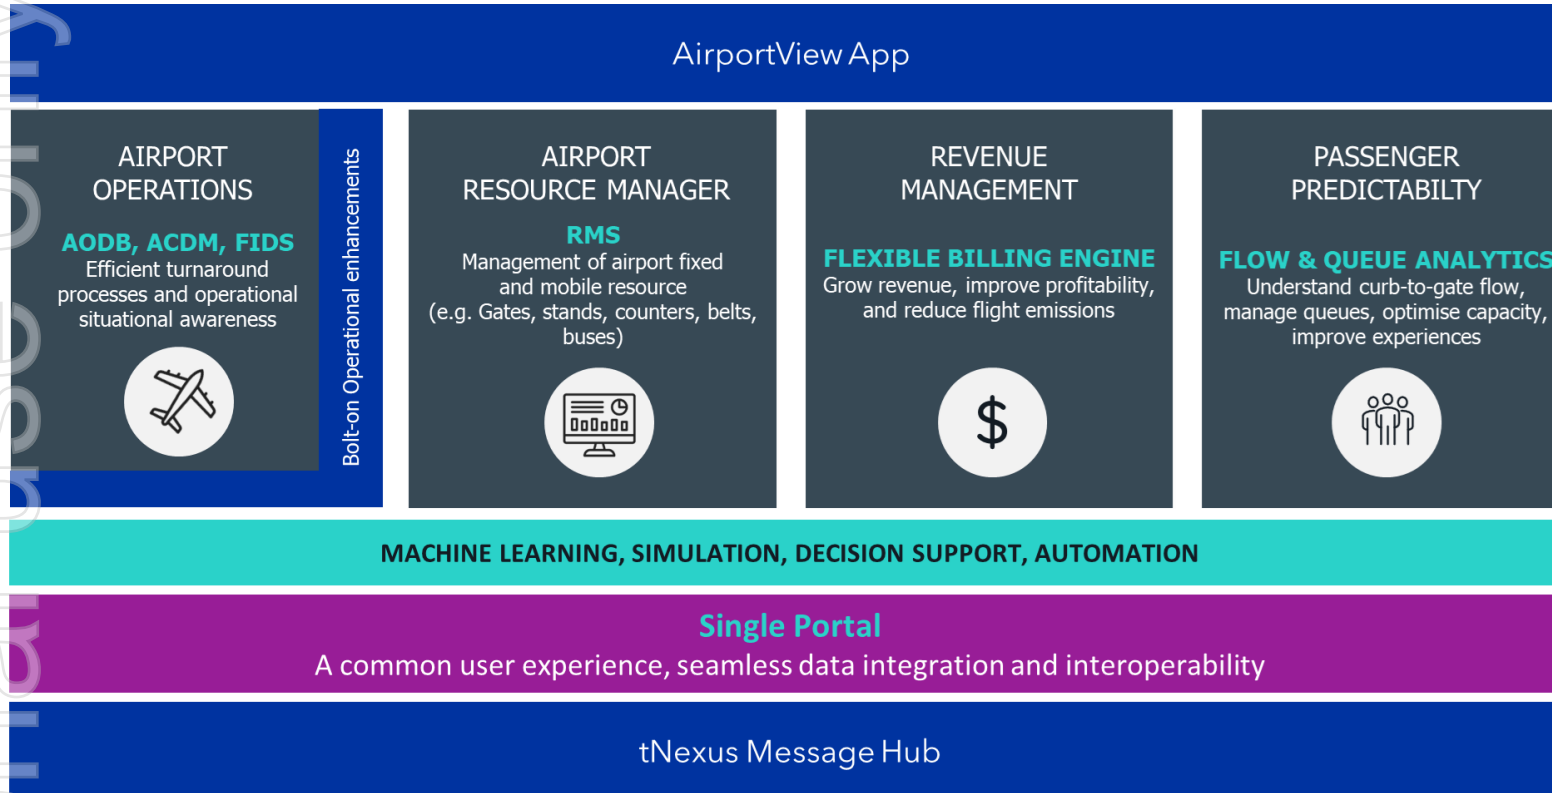 AirportView App
AIRPORT
OPERATIONS
AODB, ACDM, FIDS
Efficient turnaround
processes and operational
situational awareness
Bolt-on Operational enhancements
AIRPORT
RESOURCE MANAGER
RMS
Management of airport fixed
and mobile resource
(e.g. Gates, stands, counters, belts,
buses)
REVENUE
MANAGEMENT
FLEXIBLE BILLING ENGINE
Grow revenue, improve profitability,
and reduce flight emissions
$
PASSENGER
PREDICTABILTY
FLOW & QUEUE ANALYTICS
Understand curb-to-gate flow,
manage queues, optimise capacity,
improve experiences
MACHINE LEARNING, SIMULATION, DECISION SUPPORT, AUTOMATION
Single Portal
A common user experience, seamless data integration and interoperability
tNexus Message Hub
use only